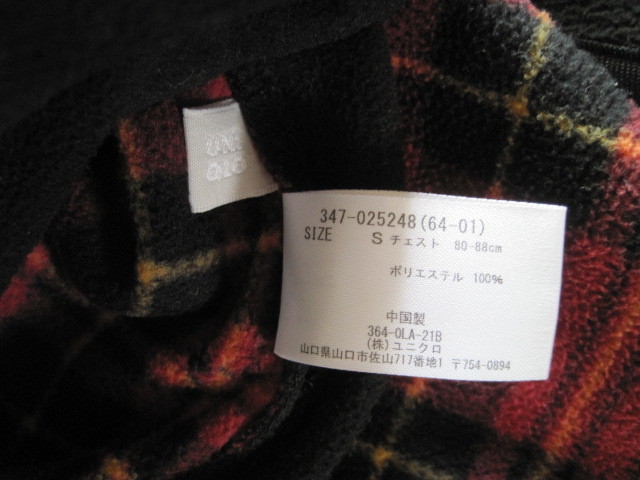 UNI
QLO
347-025248(64-01)
SIZE S チェスト 80-88cm
ポリエステル 100%
中国製
364-OLA-21B
(株)ユニクロ
山口県山口市佐山717番地1 〒754-0894